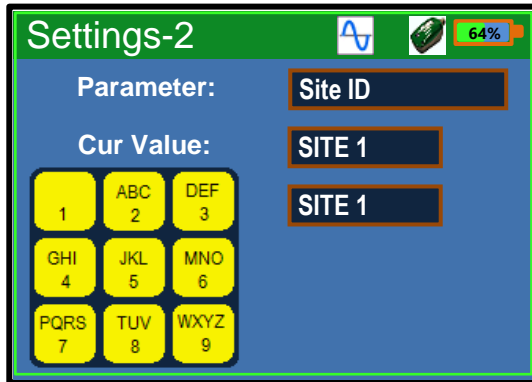 Settings-2 64%
Parameter: Site ID
Cur Value: SITE 1
SITE 1
ABC DEF
1 2 3
GHI JKL MNO
4 5 6
PQRS TUV WXYZ
7 8 9